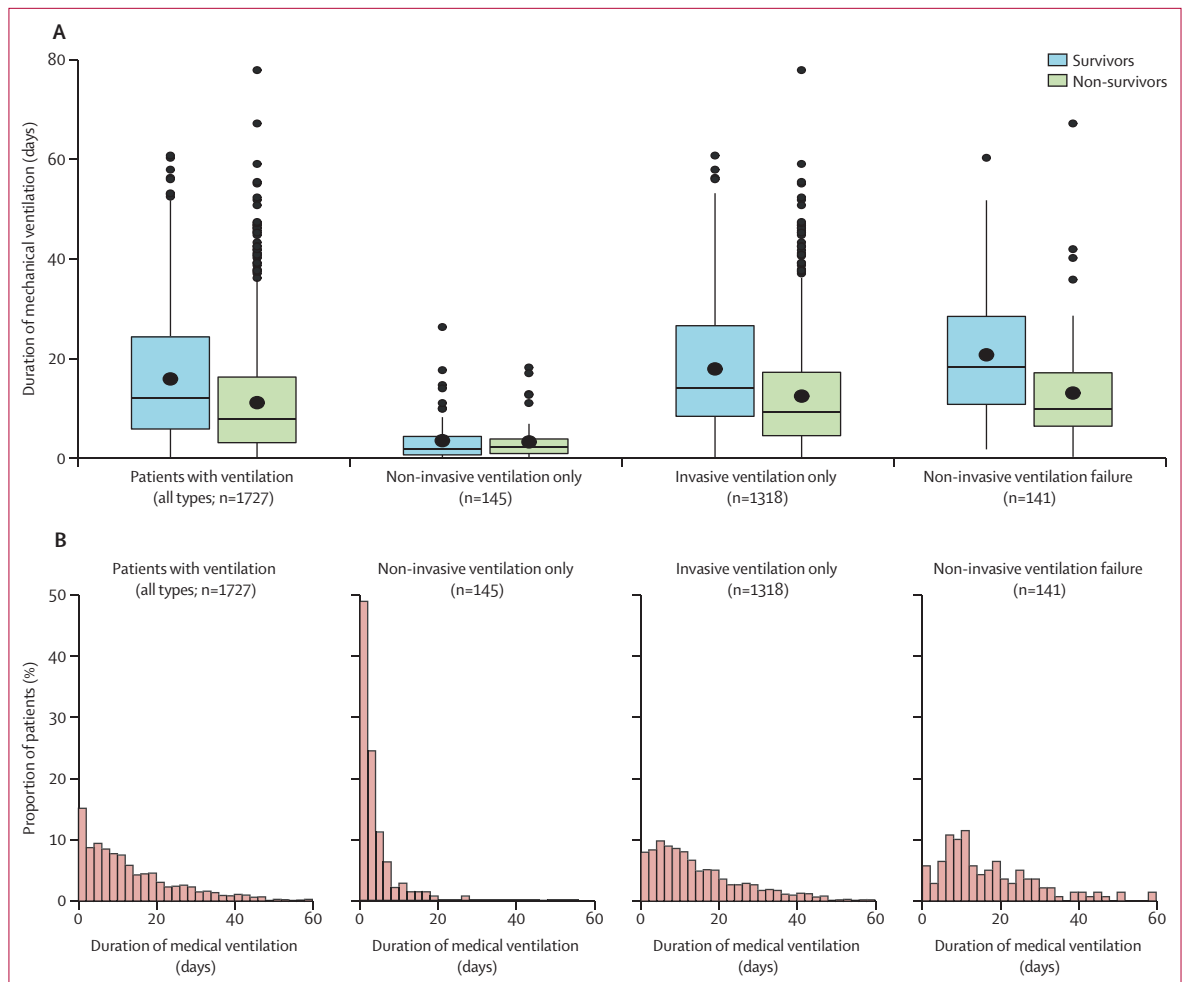 A
80
60
40
20
0
Duration of mechanical ventilation (days)
Survivors
Non-survivors
Patients with ventilation
(all types; n=1727)
Non-invasive ventilation only
(n=145)
Invasive ventilation only
(n=1318)
Non-invasive ventilation failure
(n=141)
B
Patients with ventilation
(all types; n=1727)
Non-invasive ventilation only
(n=145)
Invasive ventilation only
(n=1318)
Non-invasive ventilation failure
(n=141)
50
40
30
20
10
0
Proportion of patients (%)
0 20 40 60
Duration of medical ventilation
(days)
0 20 40 60
Duration of medical ventilation
(days)
0 20 40 60
Duration of medical ventilation
(days)
0 20 40 60
Duration of medical ventilation
(days)